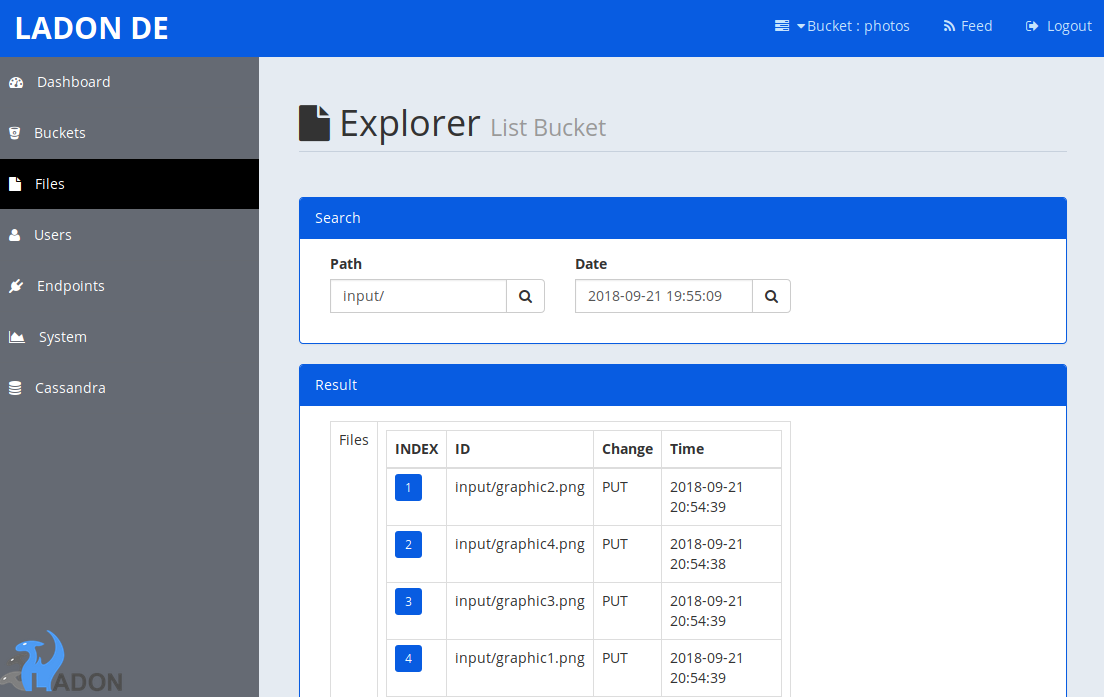 LADON DE
Bucket : photos
Feed
Logout
Dashboard
Buckets
Files
Users
Endpoints
System
Cassandra
LADON
Explorer List Bucket
Search
Path
Date
input/
2018-09-21 19:55:09
Result
Files
INDEX ID Change Time
1 input/graphic2.png PUT 2018-09-21
20:54:39
2 input/graphic4.png PUT 2018-09-21
20:54:38
3 input/graphic3.png PUT 2018-09-21
20:54:39
4 input/graphic1.png PUT 2018-09-21
20:54:39